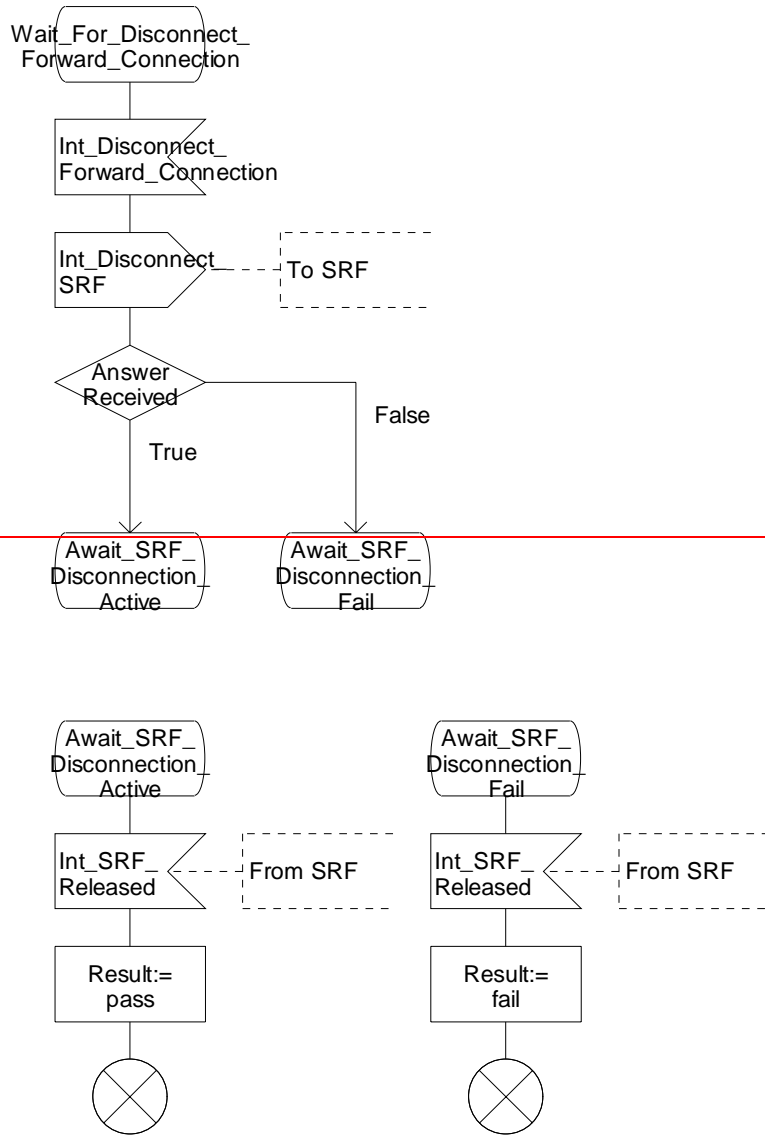 Wait_For_Disconnect_
Forward_Connection
Int_Disconnect_
Forward_Connection
Int_Disconnect_
SRF
To SRF
Answer
Received
False
True
Await_SRF_
Disconnection_
Active
Await_SRF_
Disconnection_
Fail
Await_SRF_
Disconnection_
Active
Await_SRF_
Disconnection_
Fail
Int_SRF_
Released
From SRF
Int_SRF_
Released
From SRF
Result:=
pass
Result:=
fail